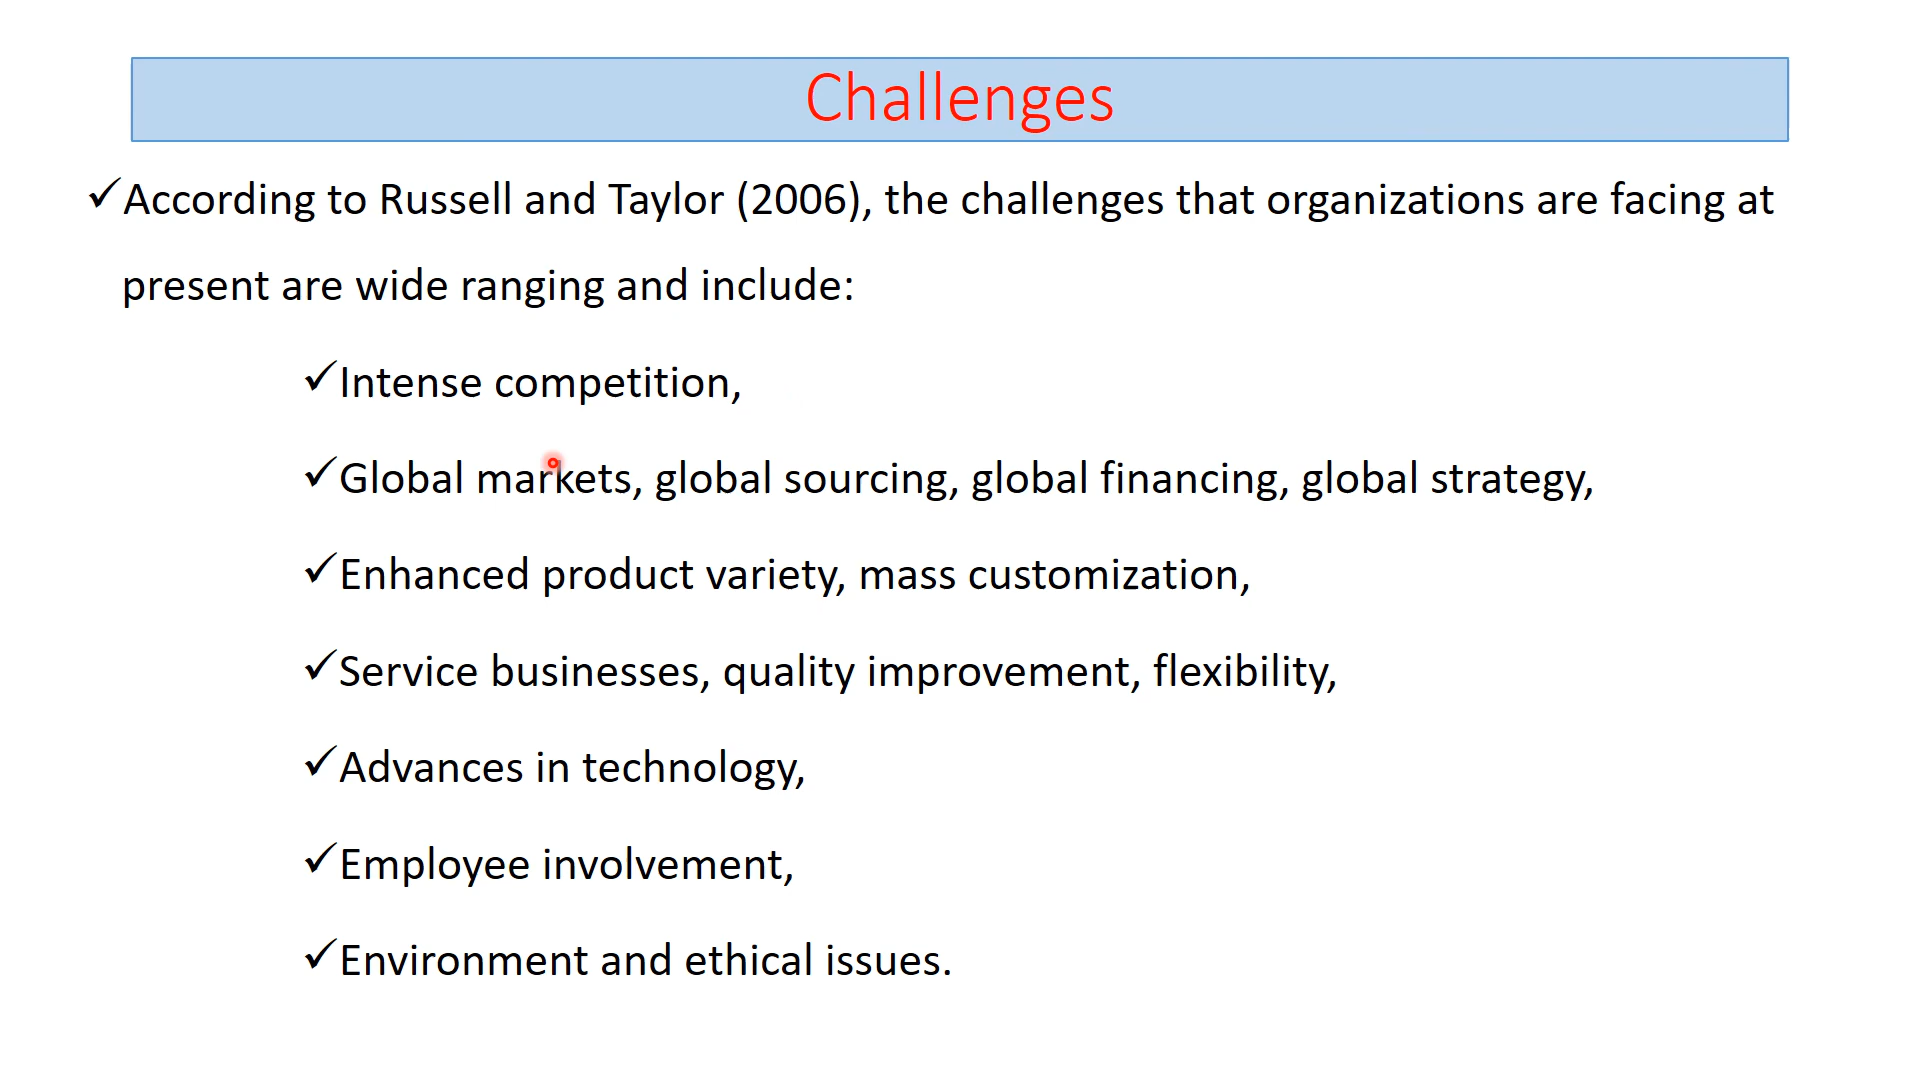 Challenges
✓According to Russell and Taylor (2006), the challenges that organizations are facing at
present are wide ranging and include:
✓Intense competition,
✓Global markets, global sourcing, global financing, global strategy,
✓Enhanced product variety, mass customization,
✓Service businesses, quality improvement, flexibility,
✓Advances in technology,
✓Employee involvement,
✓Environment and ethical issues.